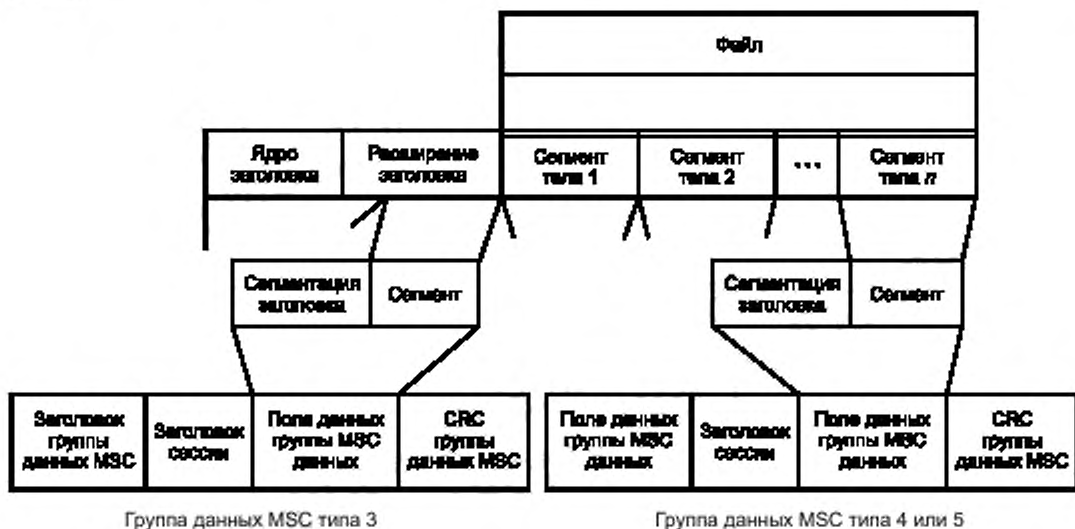 Файл
Ядро
заголовка
Расширение
заголовка
Сегмент
тела 1
Сегмент
тела 2
...
Сегмент
тела n
Сегментация
заголовка
Сегмент
Сегментация
заголовка
Сегмент
Заголовок
группы
данных MSC
Заголовок
сессии
Поле данных
группы MSC
данных
CRC
группы
данных MSC
Поле данных
группы MSC
данных
Заголовок
сессии
Поле данных
группы MSC
данных
CRC
группы
данных MSC
Группа данных MSC типа 3
Группа данных MSC типа 4 или 5